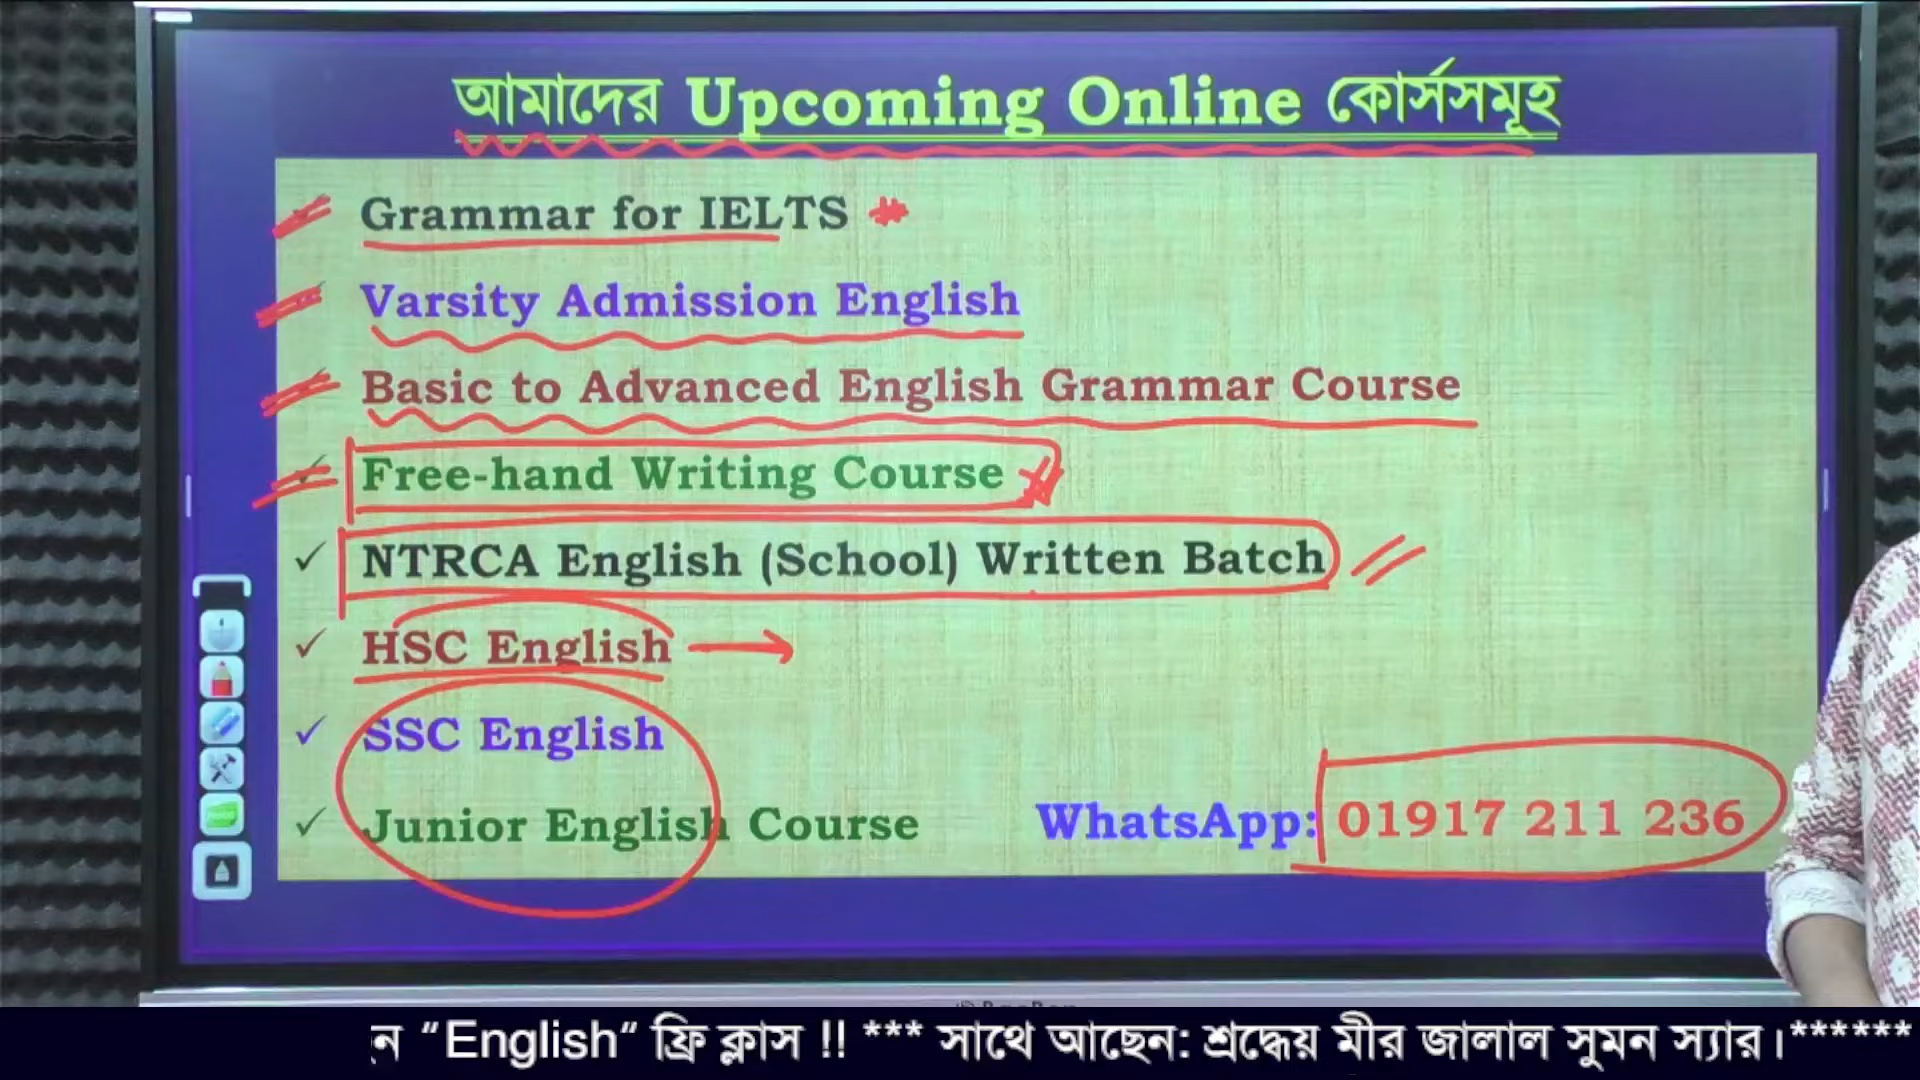 আমাদের Upcoming Online কোর্সসমূহ
Grammar for IELTS
Varsity Admission English
Basic to Advanced English Grammar Course
Free-hand Writing Course
NTRCA English (School) Written Batch
HSC English
SSC English
Junior English Course
WhatsApp: 01917 211 236
“English“ ফ্রি ক্লাস !! *** সাথে আছেন: শ্রদ্ধেয় মীর জালাল সুমন স্যার।******